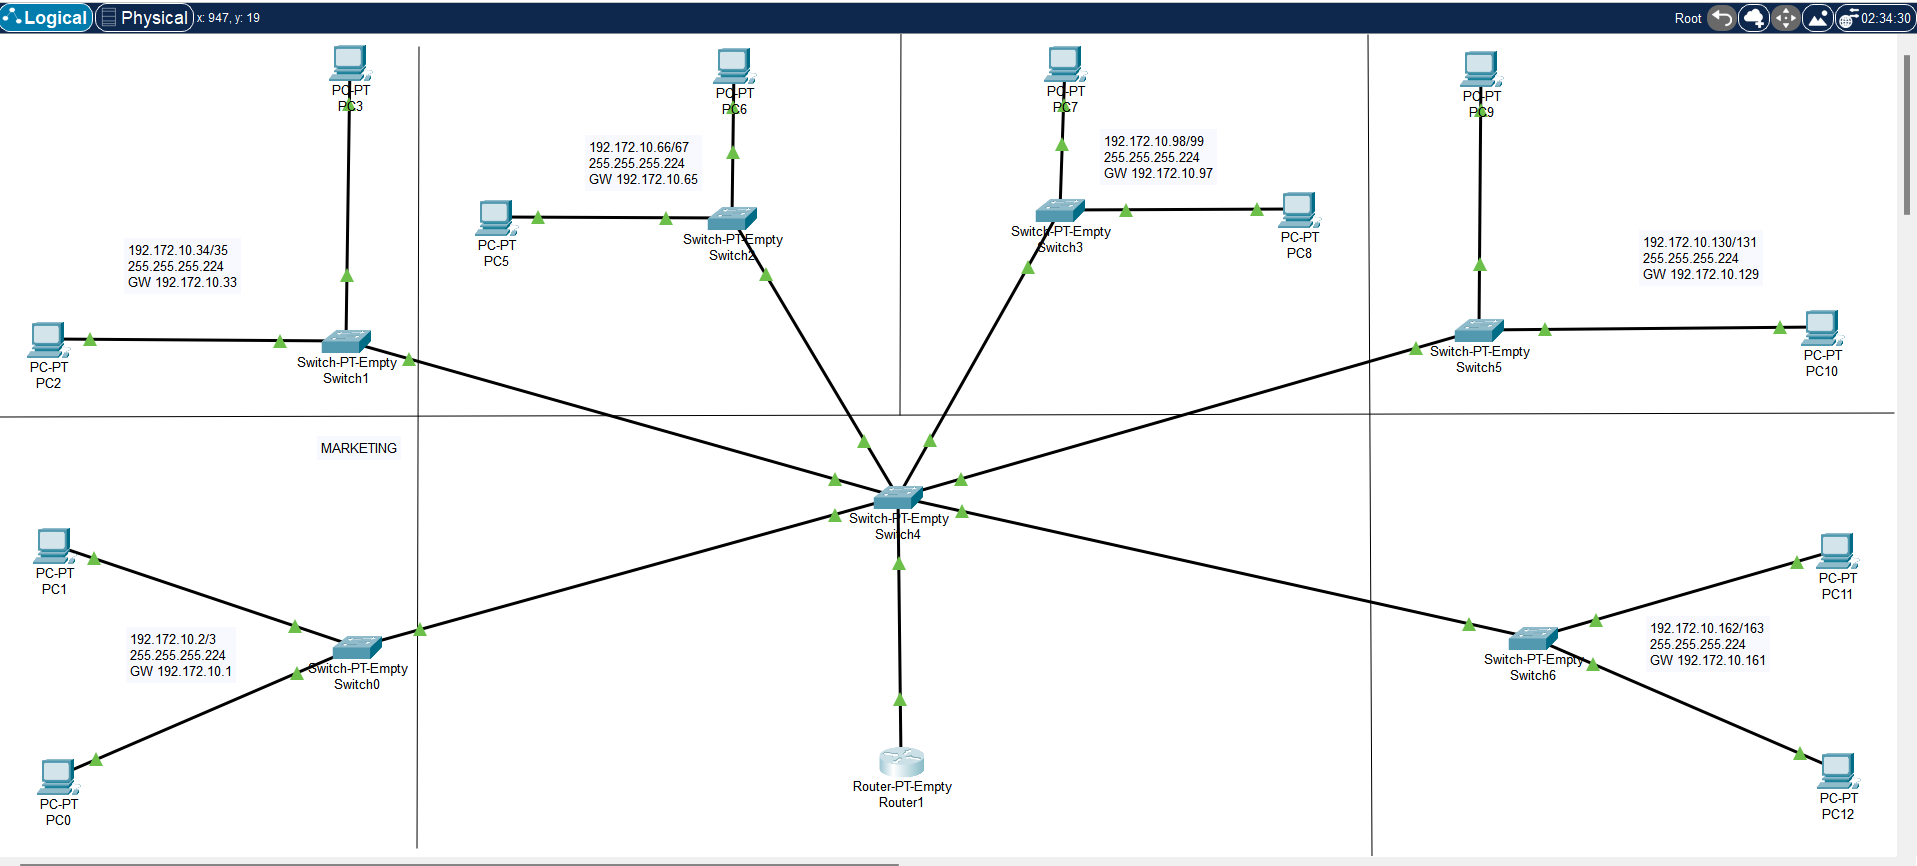 Logical
Physical
x: 947, y: 19
Root
02:34:30
PC-PT
PC3
PC-PT
PC6
PC-PT
PC7
PC-PT
PC9
192.172.10.66/67
255.255.255.224
GW 192.172.10.65
192.172.10.98/99
255.255.255.224
GW 192.172.10.97
192.172.10.34/35
255.255.255.224
GW 192.172.10.33
PC-PT
PC5
Switch-PT-Empty
Switch2
Switch-PT-Empty
Switch3
PC-PT
PC8
192.172.10.130/131
255.255.255.224
GW 192.172.10.129
PC-PT
PC2
Switch-PT-Empty
Switch1
Switch-PT-Empty
Switch5
PC-PT
PC10
MARKETING
Switch-PT-Empty
Switch4
PC-PT
PC1
PC-PT
PC11
192.172.10.2/3
255.255.255.224
GW 192.172.10.1
Switch-PT-Empty
Switch0
192.172.10.162/163
255.255.255.224
GW 192.172.10.161
Switch-PT-Empty
Switch6
PC-PT
PC0
Router-PT-Empty
Router1
PC-PT
PC12